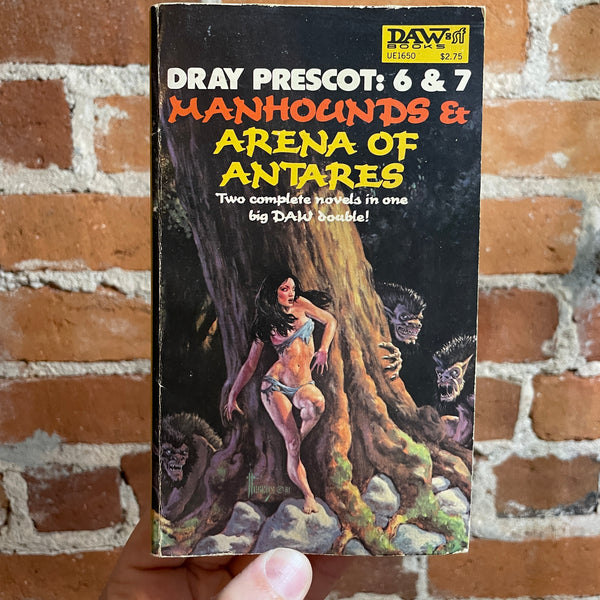 DAW=sf
BOOKS
UE1650 $2.75
DRAY PRESCOT: 6 & 7
MANHOUNDS &
ARENA OF
ANTARES
Two complete novels in one
big DAW double!